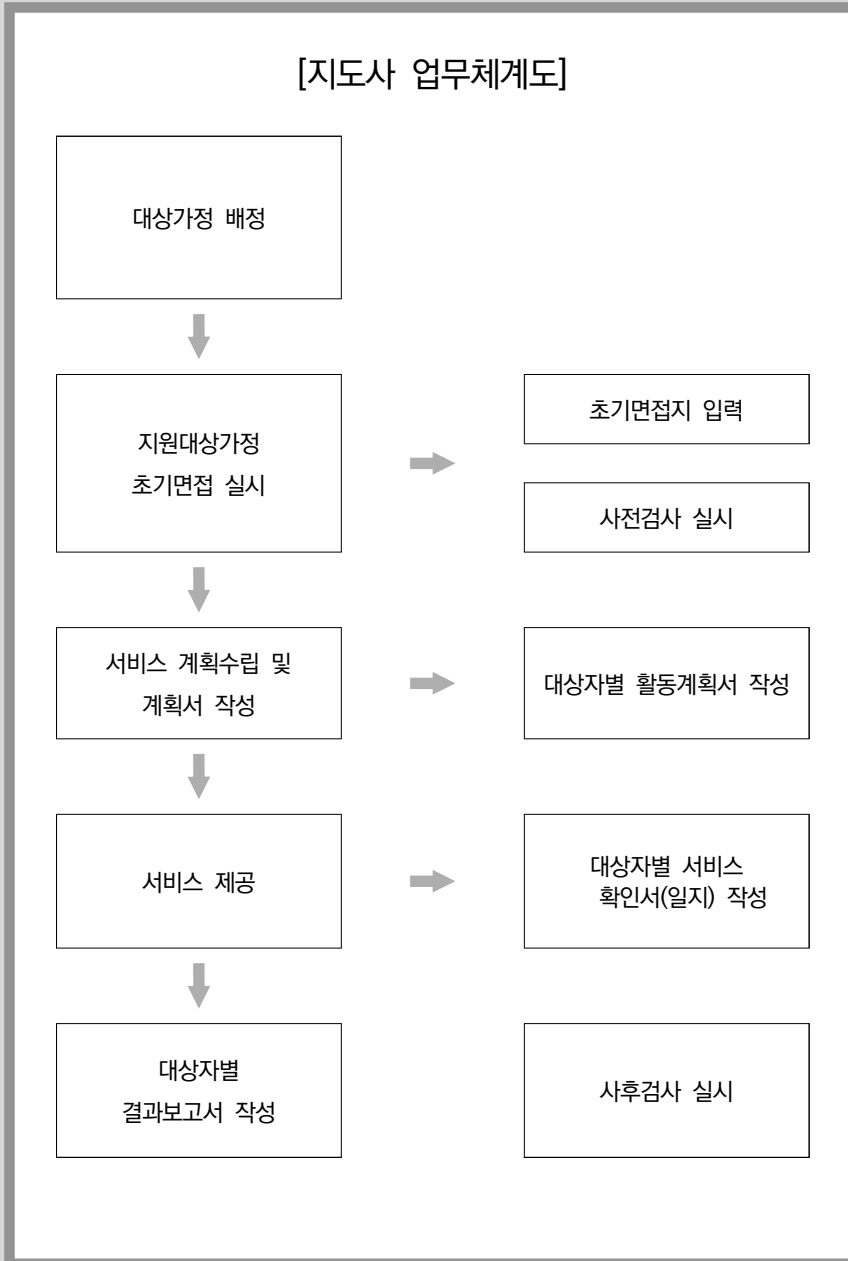 [지도사 업무체계도]
대상가정 배정
지원대상가정
초기면접 실시
초기면접지 입력
사전검사 실시
서비스 계획수립 및
계획서 작성
대상자별 활동계획서 작성
서비스 제공
대상자별 서비스
확인서(일지) 작성
대상자별
결과보고서 작성
사후검사 실시